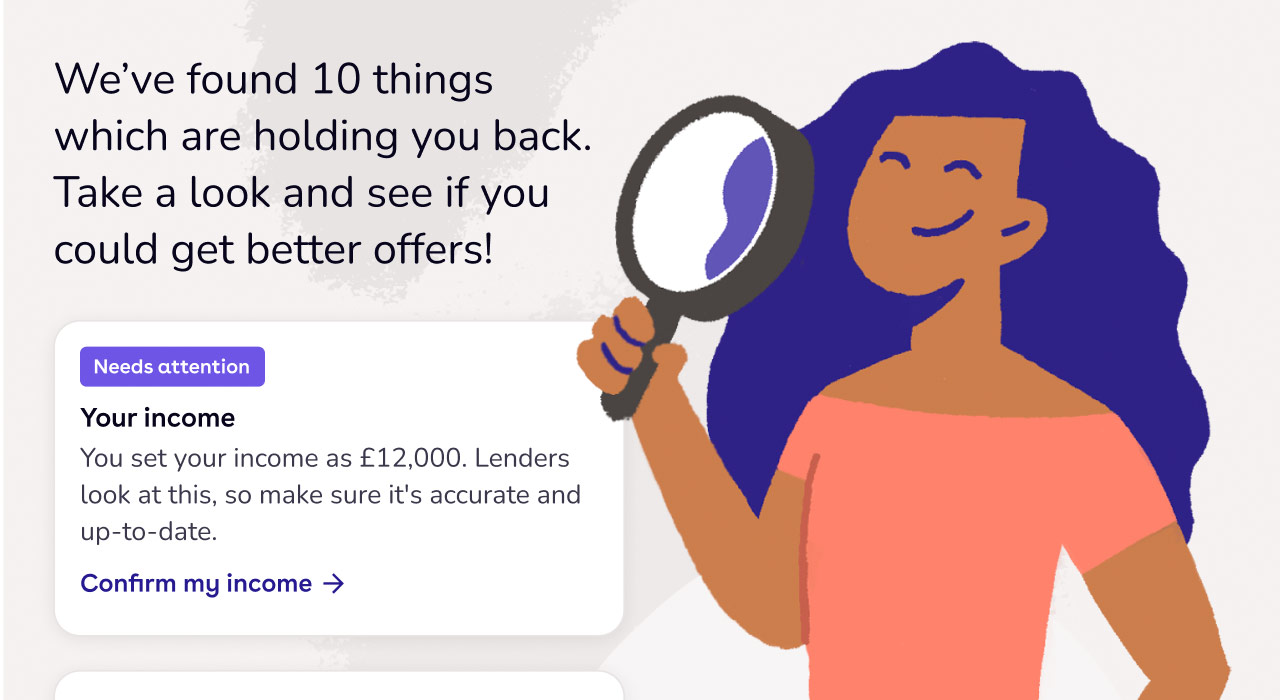 We’ve found 10 things
which are holding you back.
Take a look and see if you
could get better offers!
Needs attention
Your income
You set your income as £12,000. Lenders
look at this, so make sure it's accurate and
up-to-date.
Confirm my income →